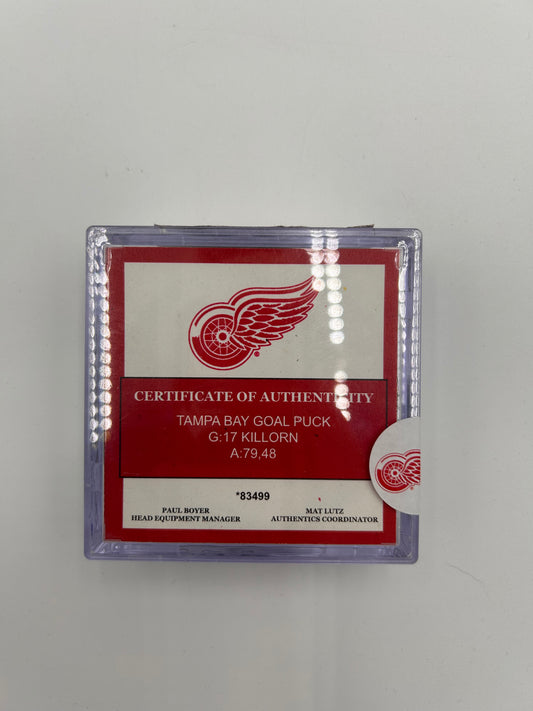 CERTIFICATE OF AUTHENTICITY
TAMPA BAY GOAL PUCK
G:17 KILLORN
A:79,48
*83499
PAUL BOYER
HEAD EQUIPMENT MANAGER
MAT LUTZ
AUTHENTICS COORDINATOR